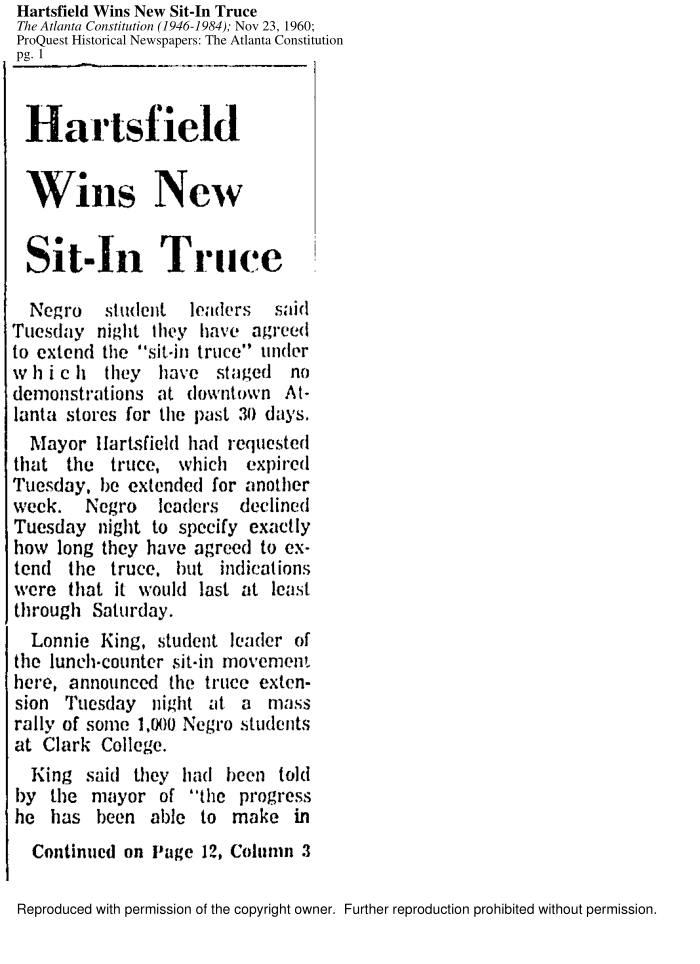 Hartsfield Wins New Sit-In Truce
The Atlanta Constitution (1946-1984); Nov 23, 1960;
ProQuest Historical Newspapers: The Atlanta Constitution
pg. 1
Hartsfield
Wins New
Sit-In Truce
Negro student leaders said
Tuesday night they have agreed
to extend the "sit-in truce" under
which they have staged no
demonstrations at downtown At-
lanta stores for the past 30 days.
Mayor Hartsfield had requested
that the truce, which expired
Tuesday, be extended for another
week. Negro leaders declined
Tuesday night to specify exactly
how long they have agreed to ex-
tend the truce, but indications
were that it would last at least
through Saturday.
Lonnie King, student leader of
the lunch-counter sit-in movement
here, announced the truce exten-
sion Tuesday night at a mass
rally of some 1,000 Negro students
at Clark College.
King said they had been told
by the mayor of "the progress
he has been able to make in
Continued on Page 12, Column 3
Reproduced with permission of the copyright owner. Further reproduction prohibited without permission.